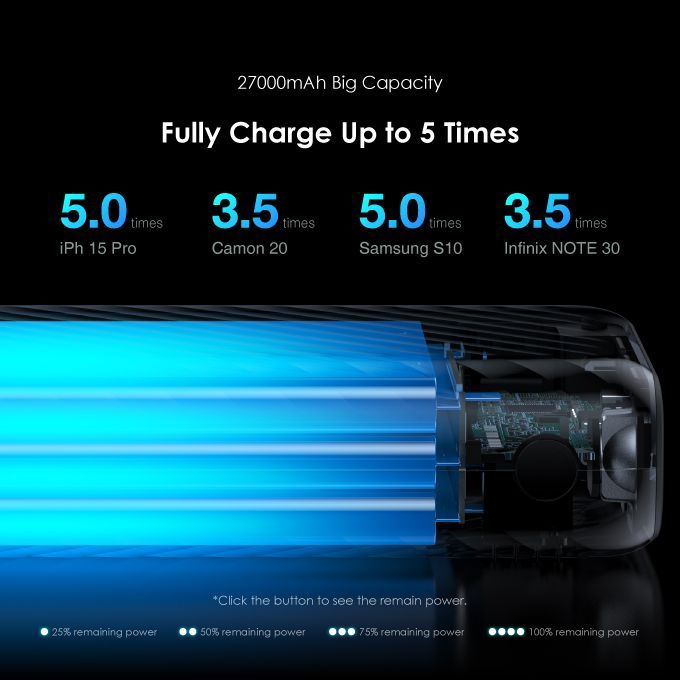 27000mAh Big Capacity
Fully Charge Up to 5 Times
5.0 times
iPh 15 Pro
3.5 times
Camon 20
5.0 times
Samsung S10
3.5 times
Infinix NOTE 30
*Click the button to see the remain power.
25% remaining power
50% remaining power
75% remaining power
100% remaining power